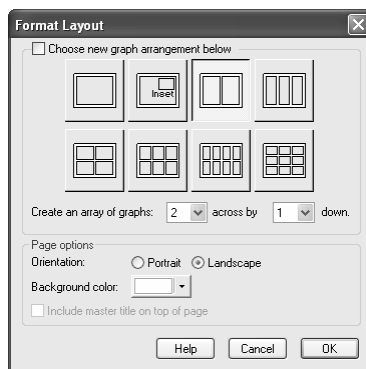 Format Layout
Choose new graph arrangement below
Inset
Create an array of graphs: 2 across by 1 down.
Page options
Orientation: Portrait Landscape
Background color:
Include master title on top of page
Help Cancel OK